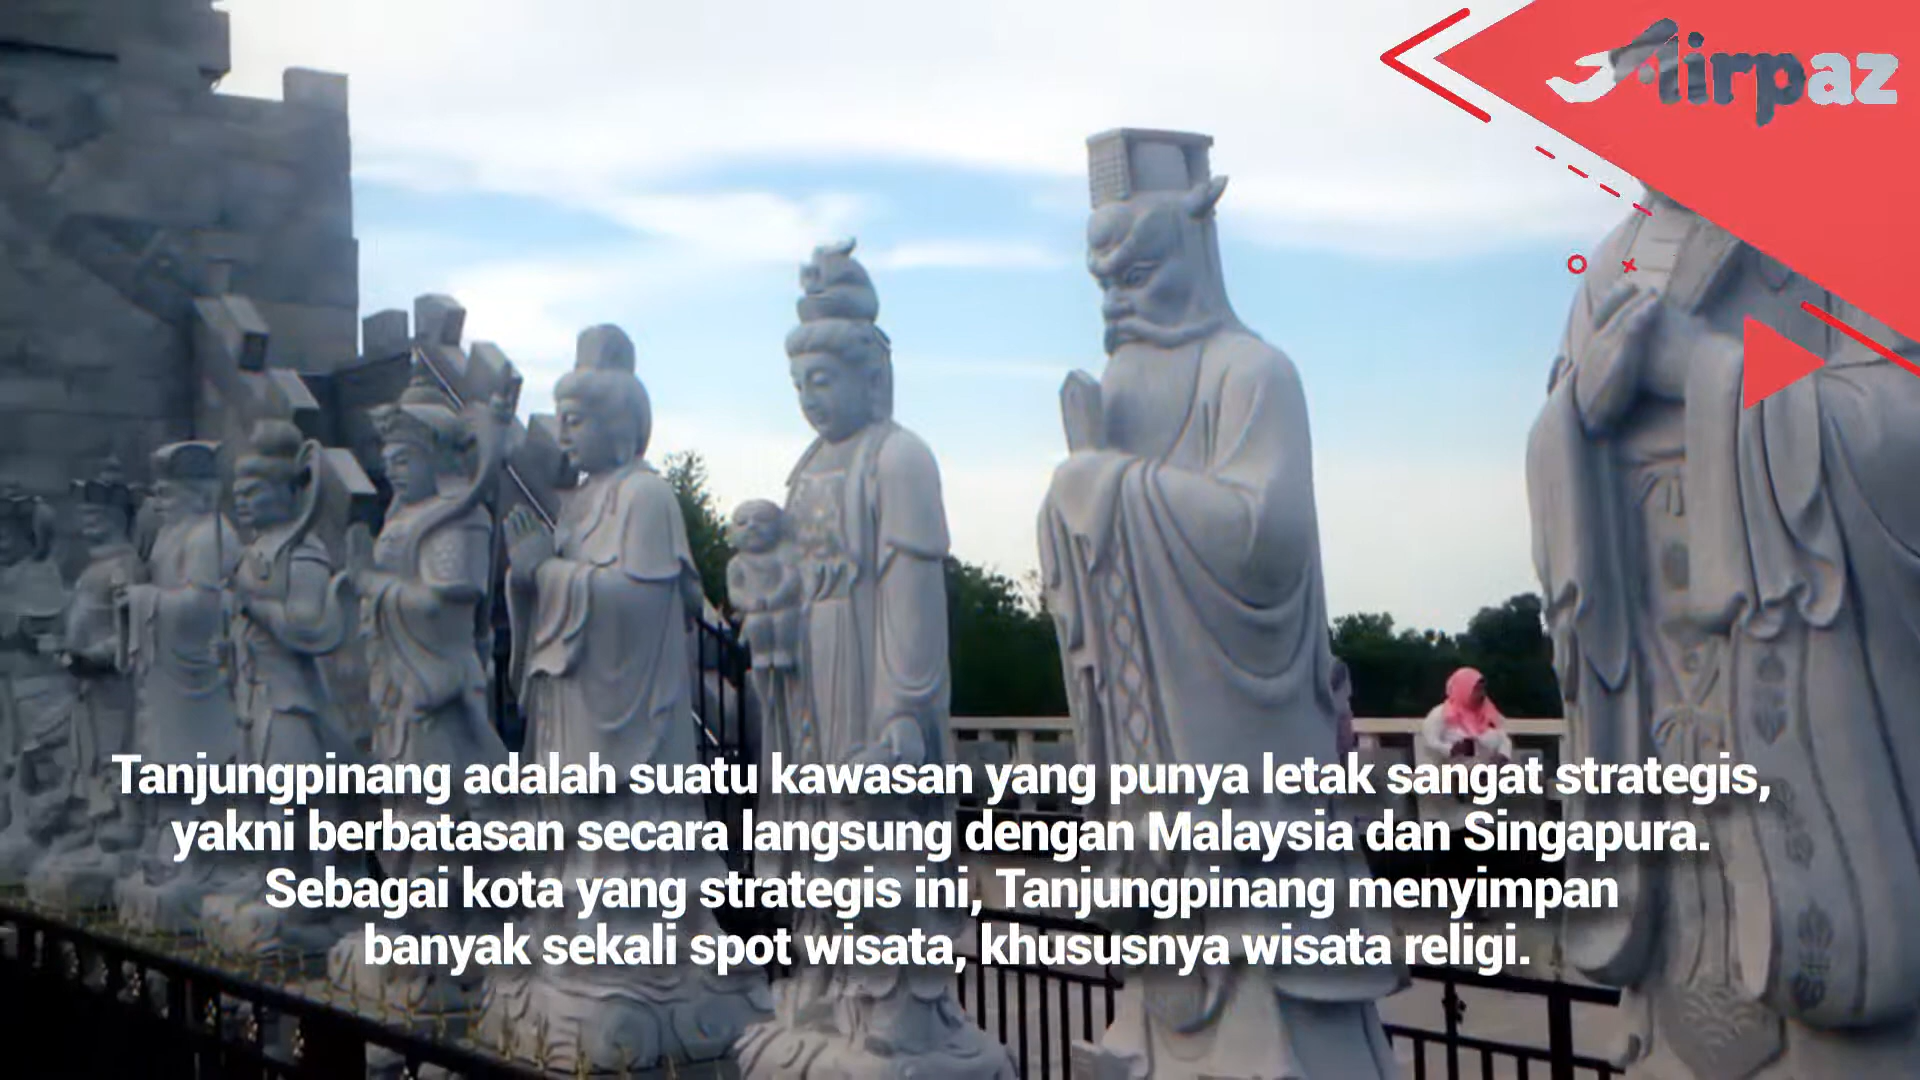 Airpaz
Tanjungpinang adalah suatu kawasan yang punya letak sangat strategis,
yakni berbatasan secara langsung dengan Malaysia dan Singapura.
Sebagai kota yang strategis ini, Tanjungpinang menyimpan
banyak sekali spot wisata, khususnya wisata religi.